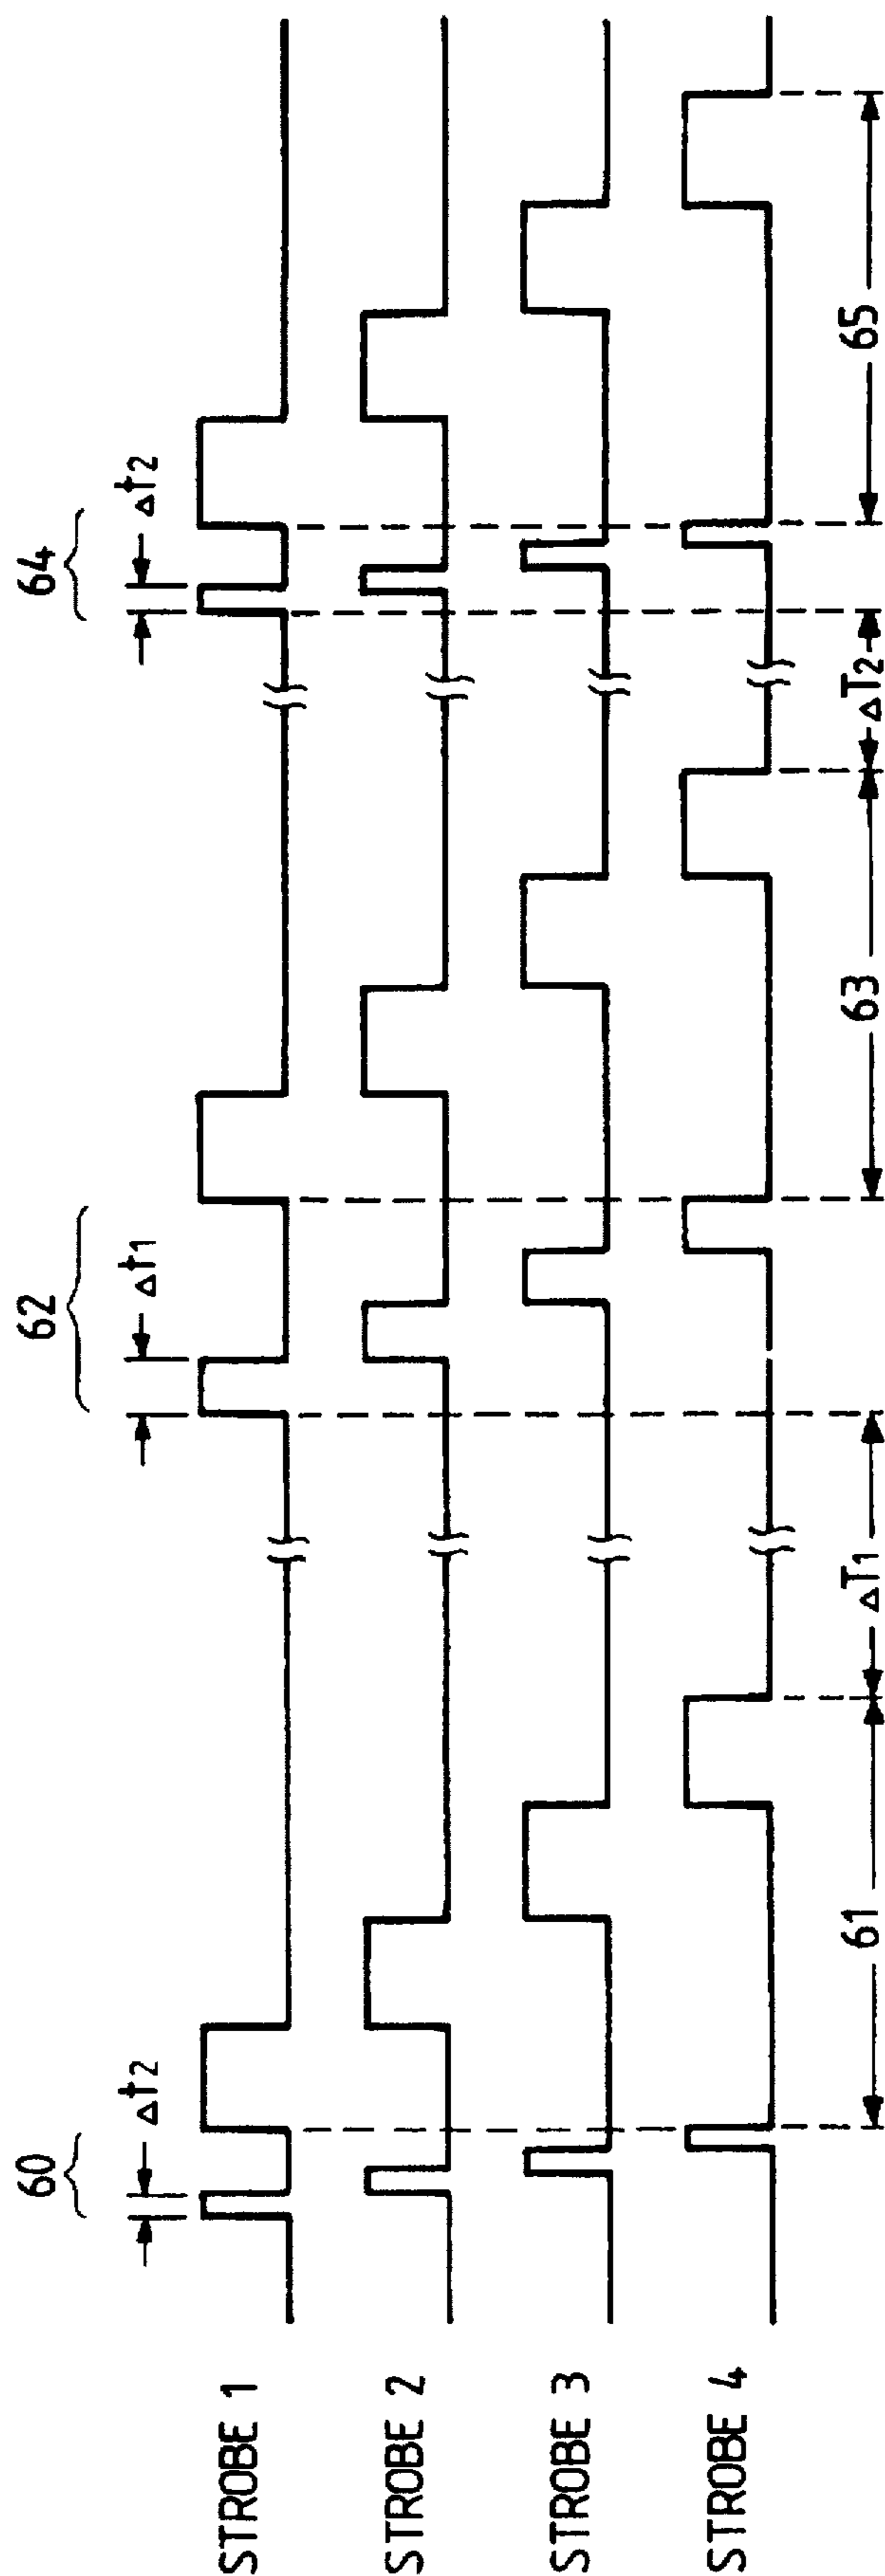 60
62
64
Δt2
Δt1
Δt2
STROBE 1
STROBE 2
STROBE 3
STROBE 4
61
ΔT1
63
ΔT2
65